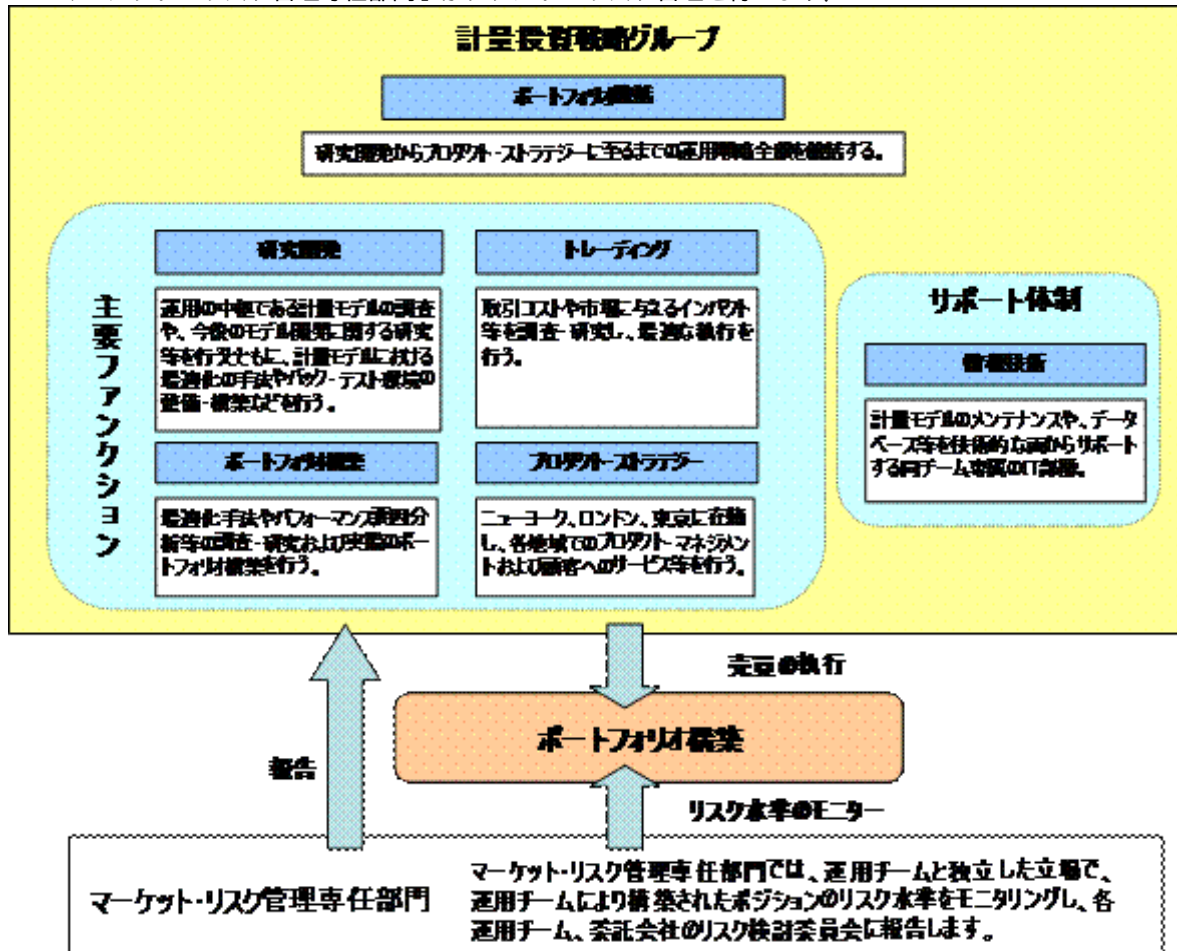 計量投資戦略グループ
ポートフォリオ統括
研究開発からプロダクト・ストラテジーに至るまでの運用戦略全般を統括する。
主要ファンクション
研究開発
運用の中枢である計量モデルの調査
や、今後のモデル開発に関する研究
等を行うとともに、計量モデルにおける
最適化の手法やバック・テスト環境の
整備・構築などを行う。
トレーディング
取引コストや市場に与えるインパクト
等を調査・研究し、最適な執行を
行う。
ポートフォリオ構築
最適化手法やパフォーマンス要因分
析等の調査・研究および実際のポー
トフォリオ構築を行う。
プロダクト・ストラテジー
ニューヨーク、ロンドン、東京に在籍
し、各地域でのプロダクト・マネジメン
トおよび顧客へのサービス等を行う。
サポート体制
情報技術
計量モデルのメンテナンスや、データ
ベース等を技術的な面からサポート
する同チーム専属のIT部隊。
売買の執行
ポートフォリオ構築
報告
リスク水準のモニター
マーケット・リスク管理専任部門
マーケット・リスク管理専任部門では、運用チームと独立した立場で、
運用チームにより構築されたポジションのリスク水準をモニタリングし、各
運用チーム、委託会社のリスク検討委員会に報告します。